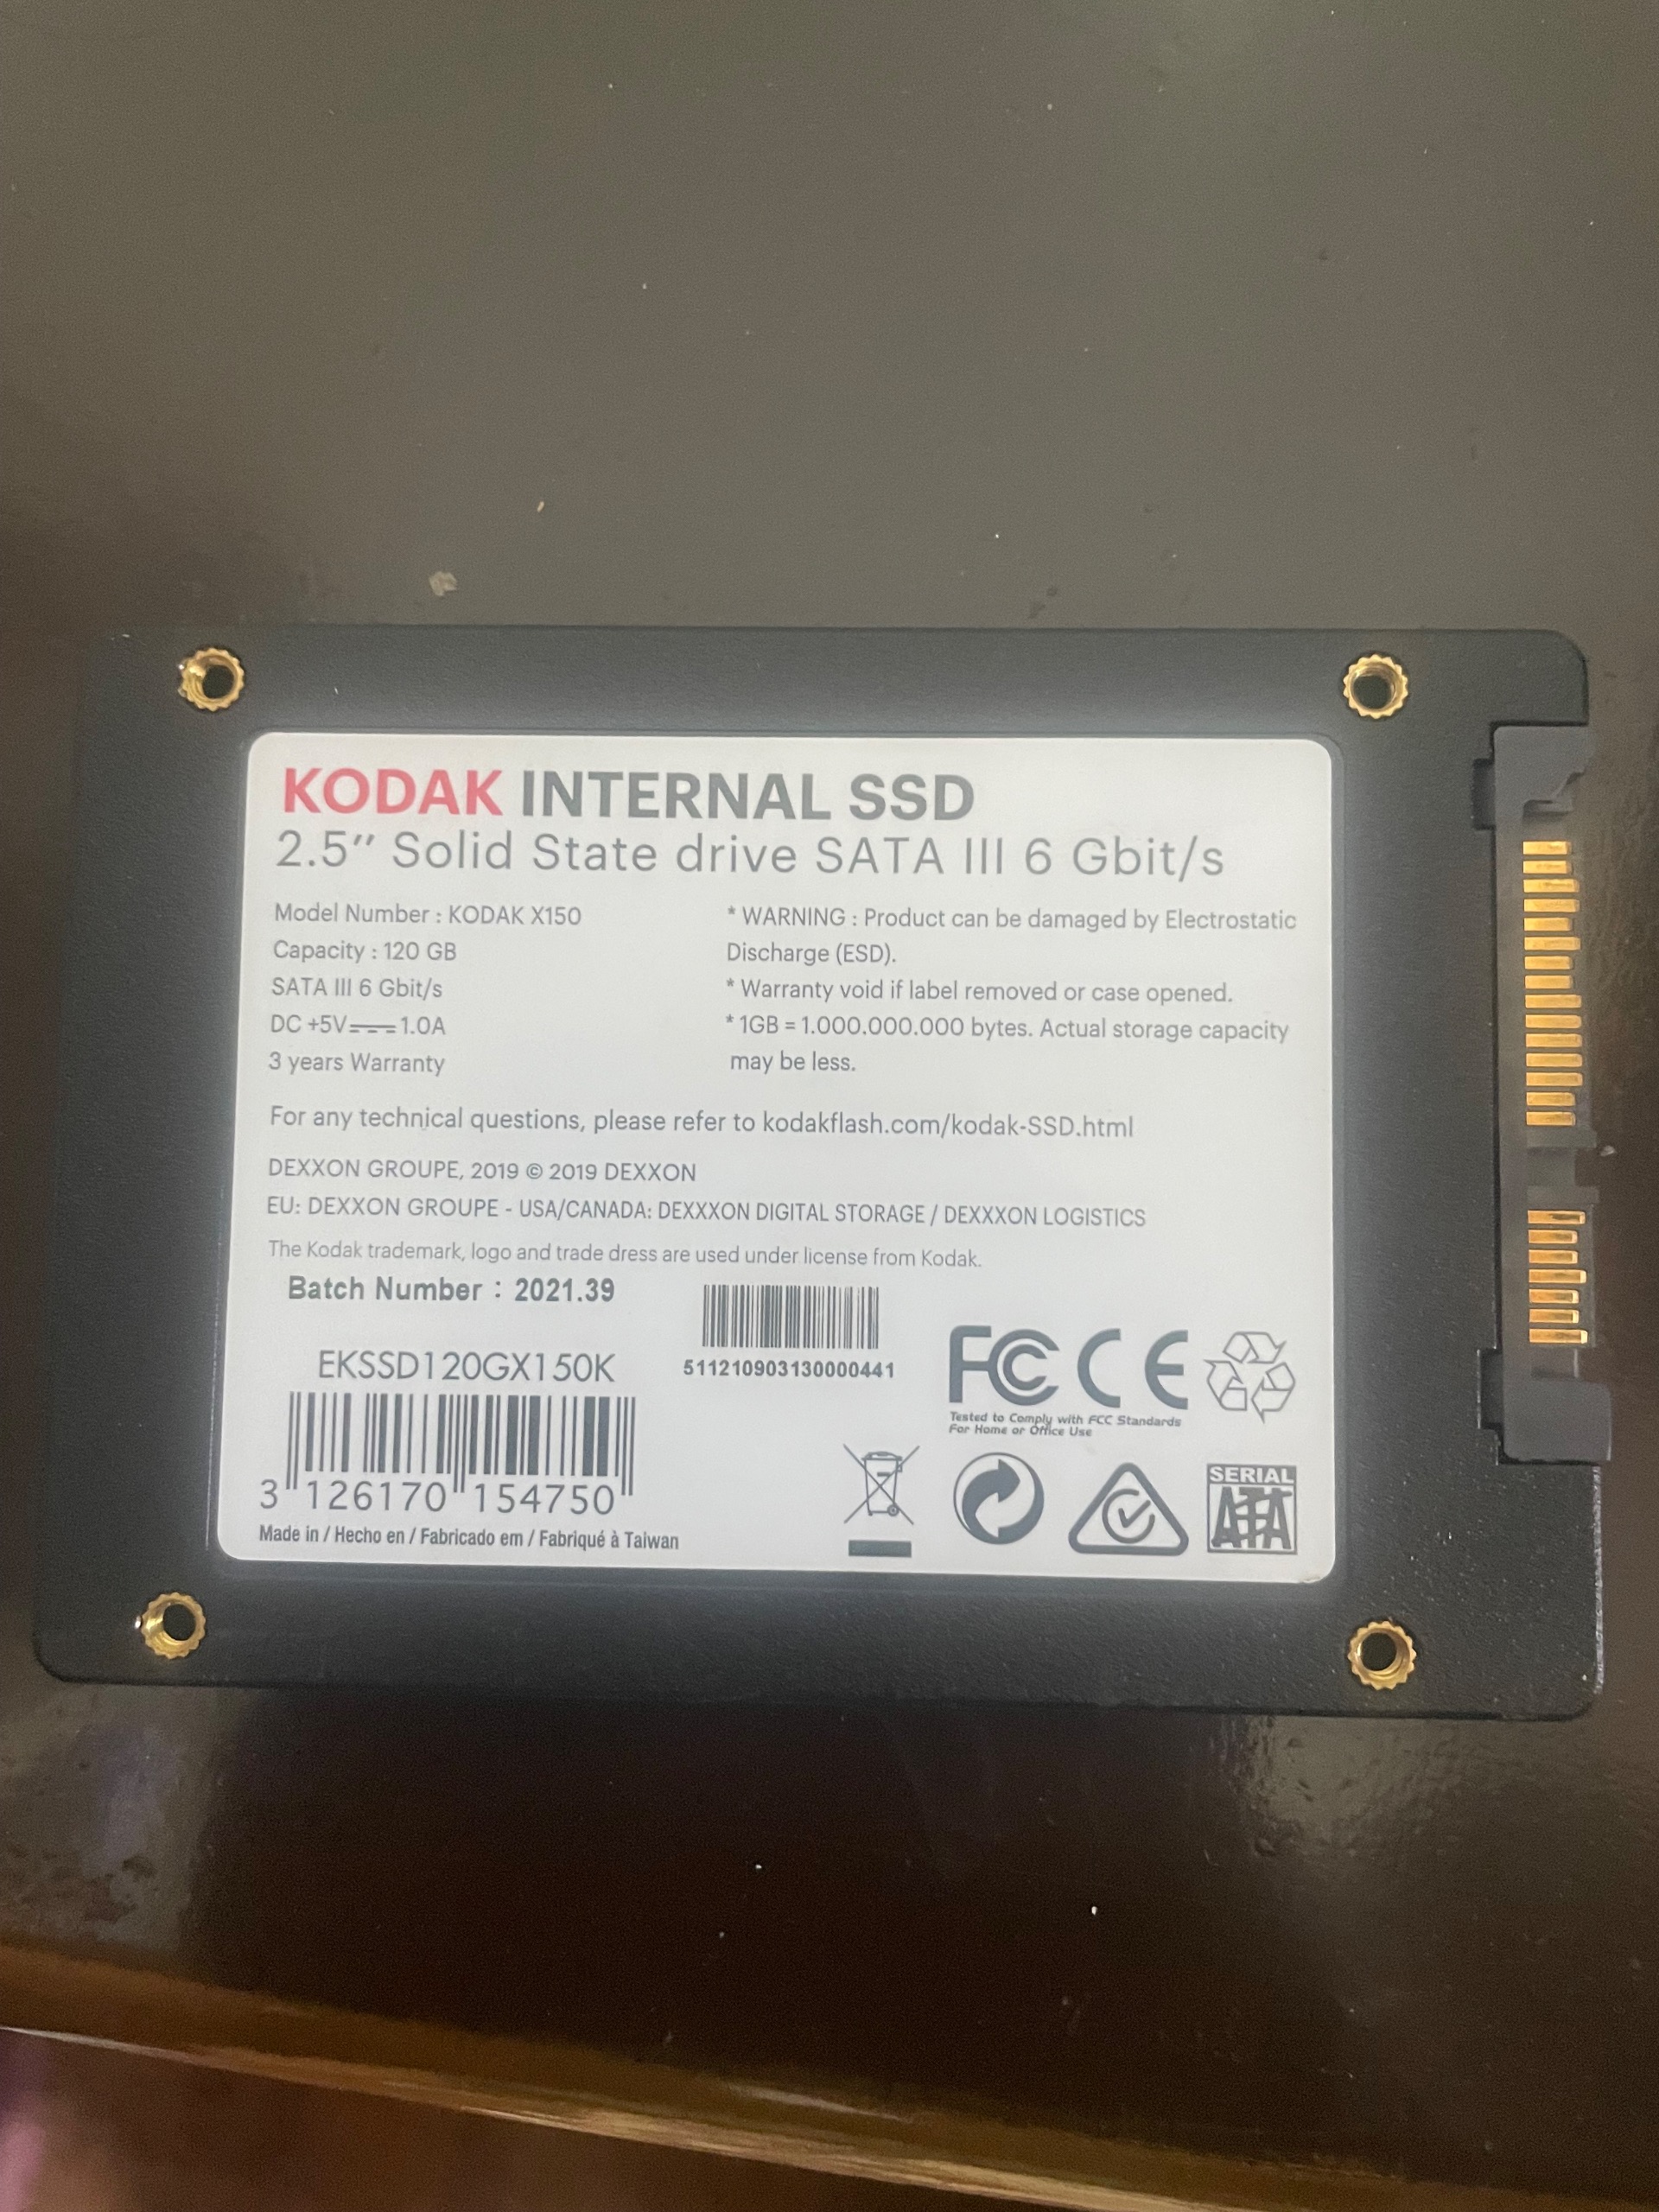 KODAK INTERNAL SSD
2.5″ Solid State drive SATA III 6 Gbit/s
Model Number : KODAK X150
Capacity : 120 GB
SATA III 6 Gbit/s
DC +5V⎓1.0A
3 years Warranty
* WARNING : Product can be damaged by Electrostatic
Discharge (ESD).
* Warranty void if label removed or case opened.
* 1GB = 1.000.000.000 bytes. Actual storage capacity
may be less.
For any technical questions, please refer to kodakflash.com/kodak-SSD.html
DEXXON GROUPE, 2019 © 2019 DEXXON
EU: DEXXON GROUPE - USA/CANADA: DEXXXON DIGITAL STORAGE / DEXXXON LOGISTICS
The Kodak trademark, logo and trade dress are used under license from Kodak.
Batch Number : 2021.39
511210903130000441
EKSSD120GX150K
3 126170 154750
Made in / Hecho en / Fabricado em / Fabriqué à Taiwan
FC CE
Tested to Comply with FCC Standards
For Home or Office Use
SERIAL
ATA